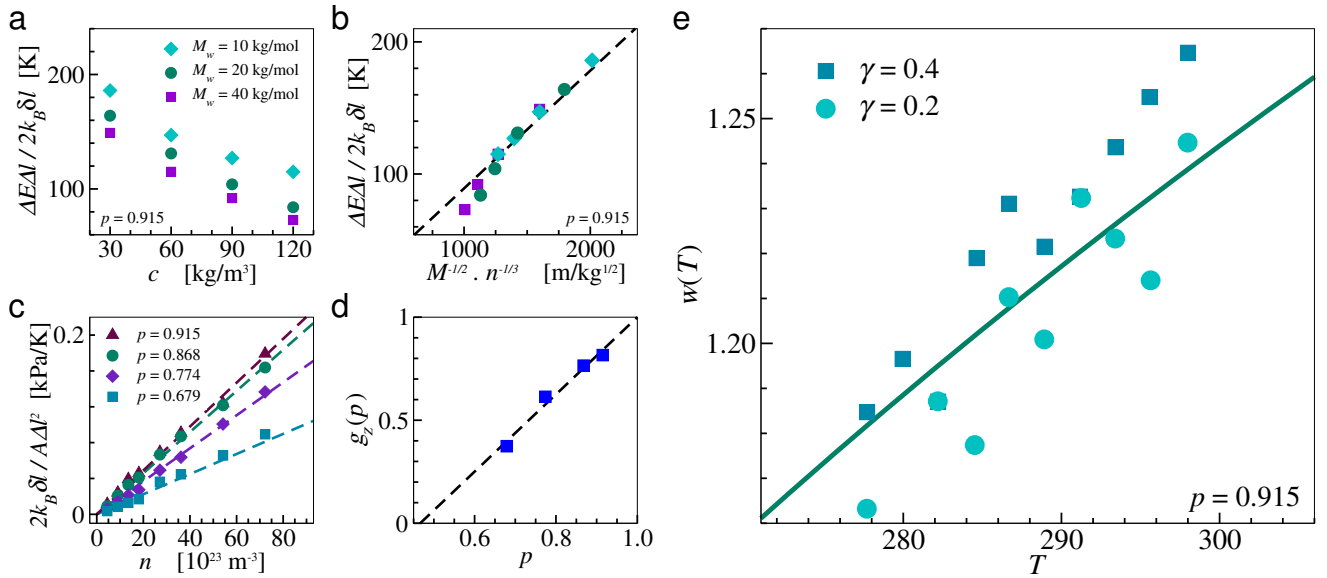 a
ΔEΔl / 2k_Bδl [K]
200
100
M_w = 10 kg/mol
M_w = 20 kg/mol
M_w = 40 kg/mol
p = 0.915
30 60 90 120
c [kg/m³]
b
ΔEΔl / 2k_Bδl [K]
200
100
p = 0.915
1000 2000
M^-1/2 . n^-1/3 [m/kg^1/2]
c
2k_Bδl / AΔl² [kPa/K]
0.2
0
p = 0.915
p = 0.868
p = 0.774
p = 0.679
0 20 40 60 80
n [10²³ m⁻³]
d
g_z(p)
1
0.5
0
0.6 0.8 1.0
p
e
w(T)
1.25
1.20
γ = 0.4
γ = 0.2
p = 0.915
280 290 300
T